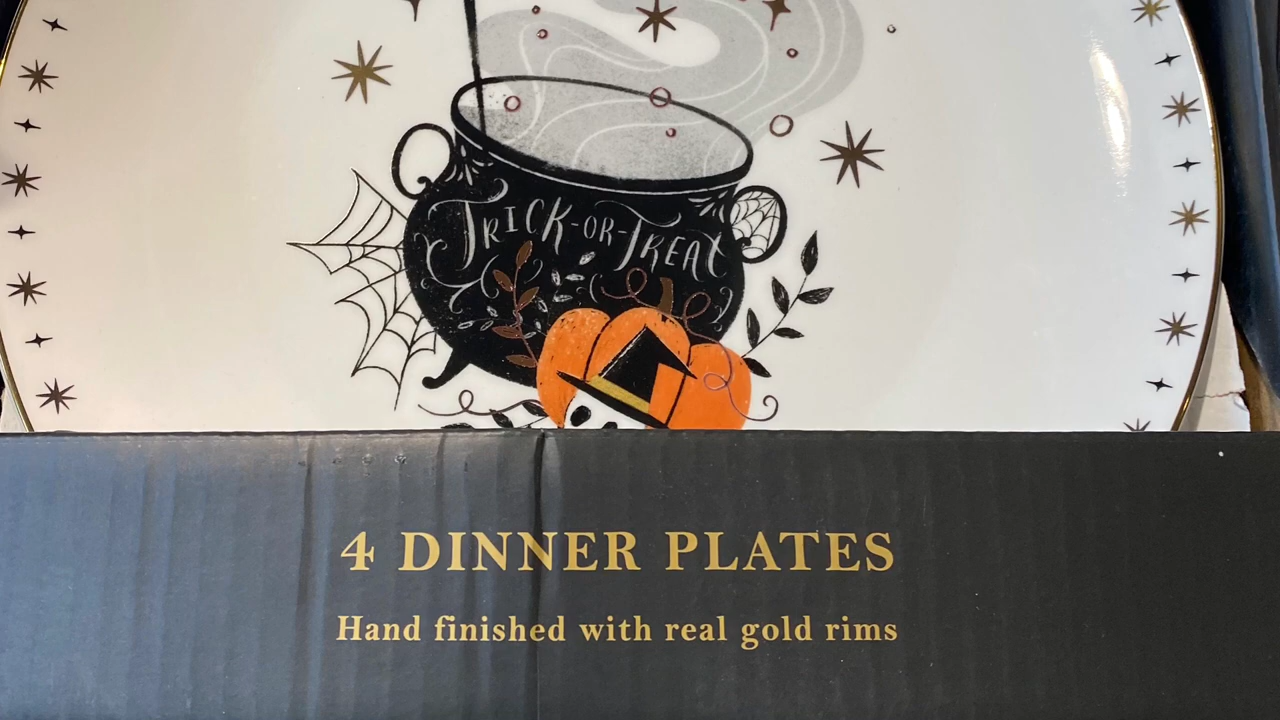 TRICK-OR-TREAT
4 DINNER PLATES
Hand finished with real gold rims